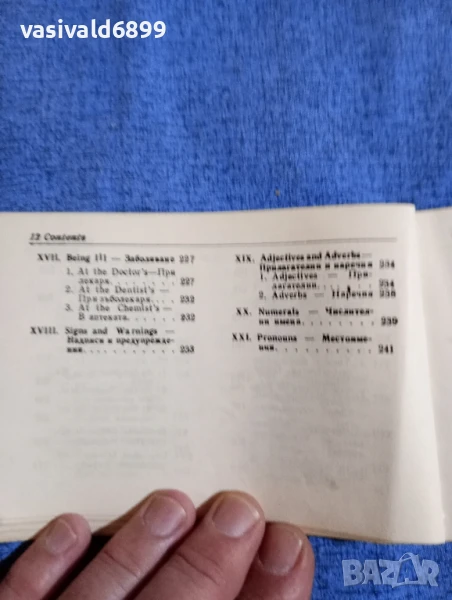 vasivald6899
12 Contents
XVII. Being Ill — Заболяване 227
1. At the Doctor's—При
лекаря. . . . . . . 227
2. At the Dentist's —
При зъболекаря. . . . 232
3. At the Chemist's —
В аптеката . . . . . . 232
XVIII. Signs and Warnings —
Надписи и предупрежде-
ния. . . . . . . . 233
XIX. Adjectives and Adverbs—
Прилагателни и наречия 234
1. Adjectives — При-
лагателни. . . . . . 234
2. Adverbs — Наречия 238
XX. Numerals — Числител-
ни имена. . . . . . 239
XXI. Pronouns — Местоиме-
ния. . . . . . . . 241
BAZAR